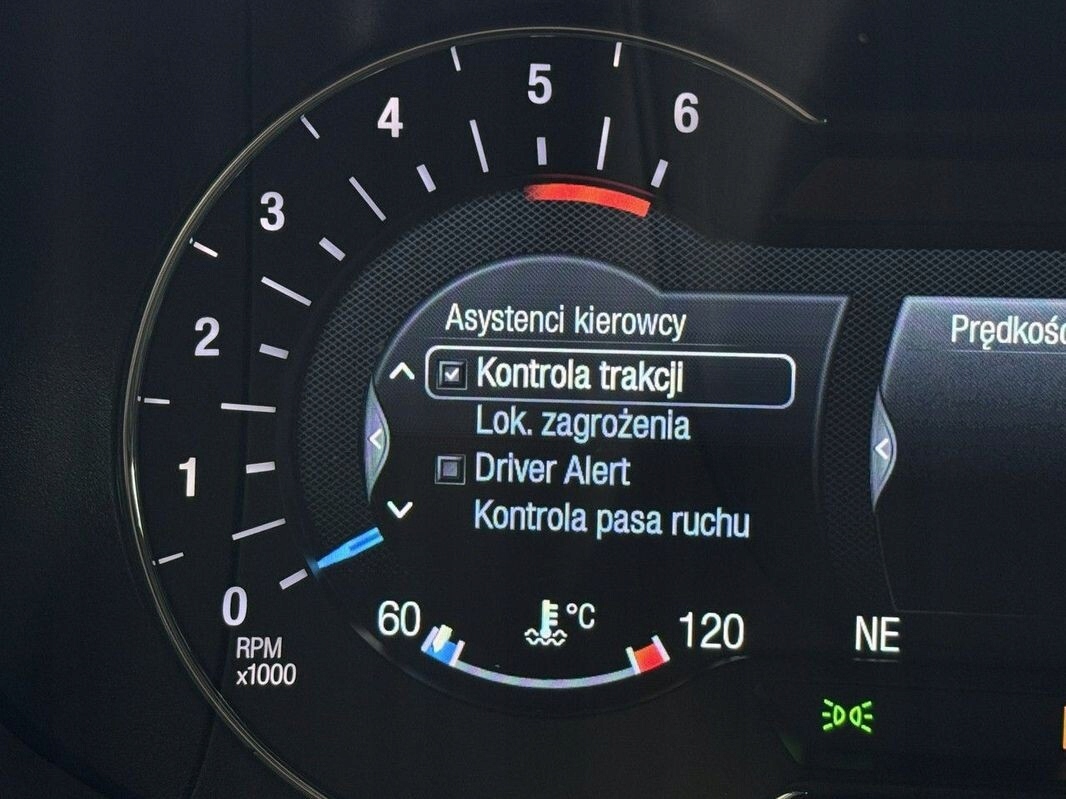 0
1
2
3
4
5
6
RPM
x1000
Asystenci kierowcy
Kontrola trakcji
Lok. zagrożenia
Driver Alert
Kontrola pasa ruchu
60
°C
120
NE